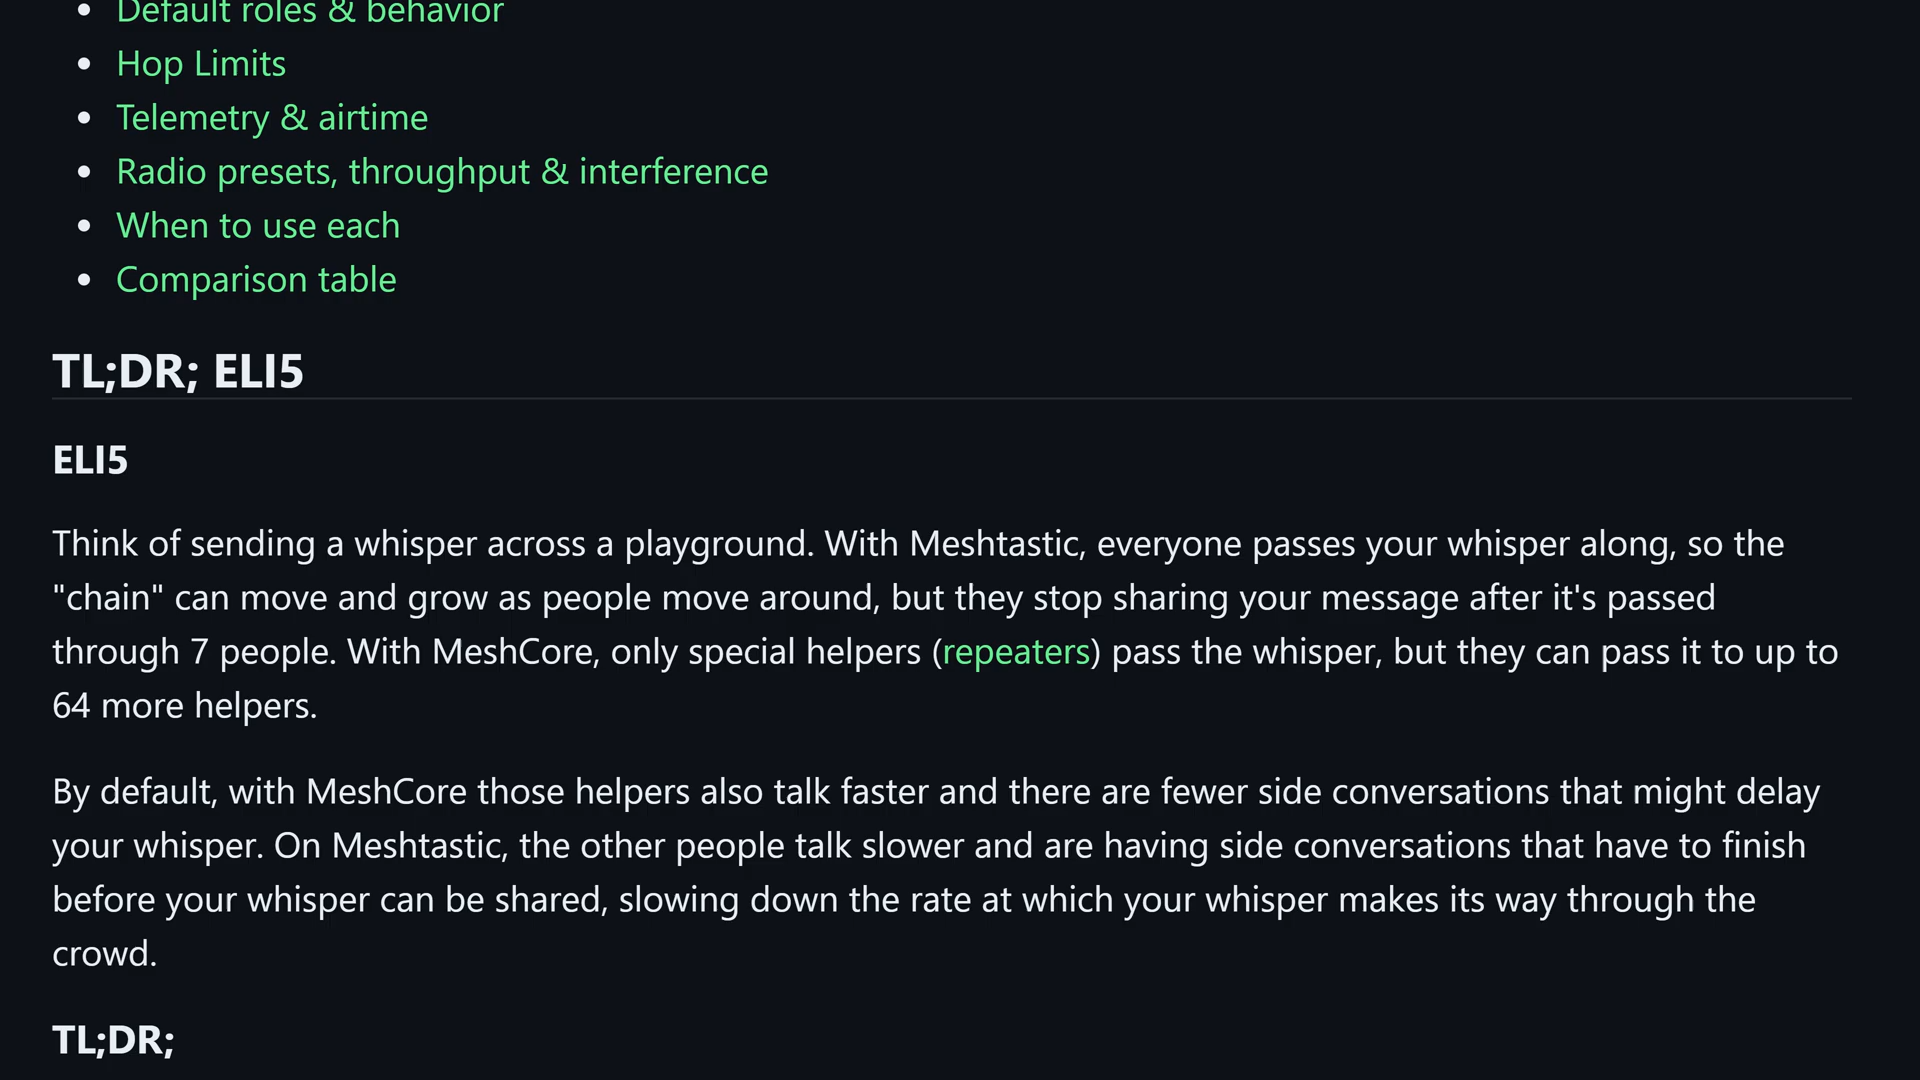 Default roles & behavior
Hop Limits
Telemetry & airtime
Radio presets, throughput & interference
When to use each
Comparison table
TL;DR; ELI5
ELI5
Think of sending a whisper across a playground. With Meshtastic, everyone passes your whisper along, so the
"chain" can move and grow as people move around, but they stop sharing your message after it's passed
through 7 people. With MeshCore, only special helpers (repeaters) pass the whisper, but they can pass it to up to
64 more helpers.
By default, with MeshCore those helpers also talk faster and there are fewer side conversations that might delay
your whisper. On Meshtastic, the other people talk slower and are having side conversations that have to finish
before your whisper can be shared, slowing down the rate at which your whisper makes its way through the
crowd.
TL;DR;